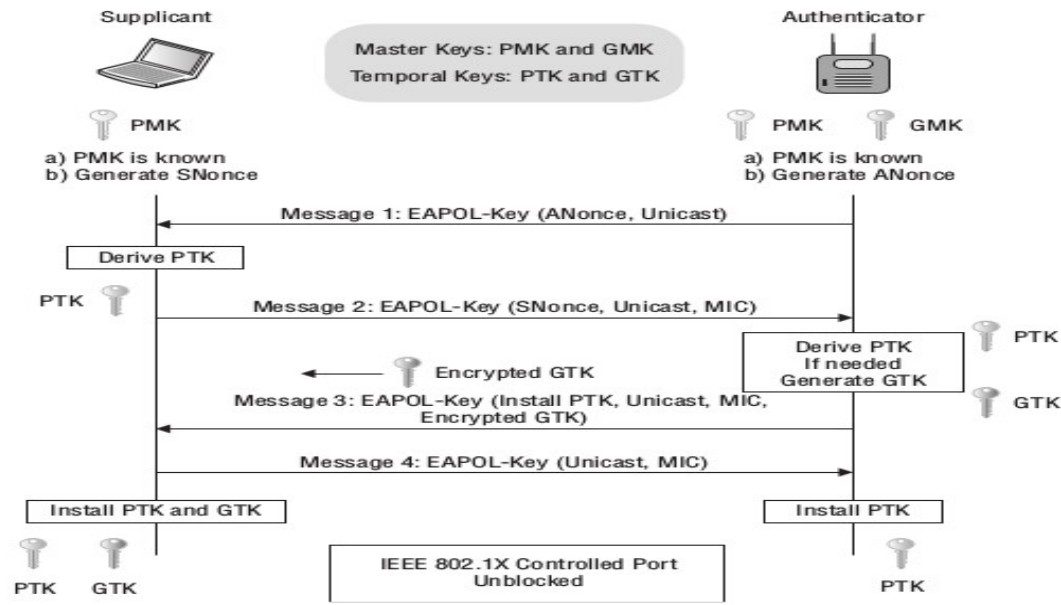 Supplicant
Authenticator
Master Keys: PMK and GMK
Temporal Keys: PTK and GTK
PMK
PMK
GMK
a) PMK is known
b) Generate SNonce
a) PMK is known
b) Generate ANonce
Message 1: EAPOL-Key (ANonce, Unicast)
Derive PTK
PTK
Message 2: EAPOL-Key (SNonce, Unicast, MIC)
Derive PTK
If needed
Generate GTK
PTK
Encrypted GTK
GTK
Message 3: EAPOL-Key (Install PTK, Unicast, MIC,
Encrypted GTK)
Message 4: EAPOL-Key (Unicast, MIC)
Install PTK and GTK
Install PTK
PTK
GTK
IEEE 802.1X Controlled Port
Unblocked
PTK